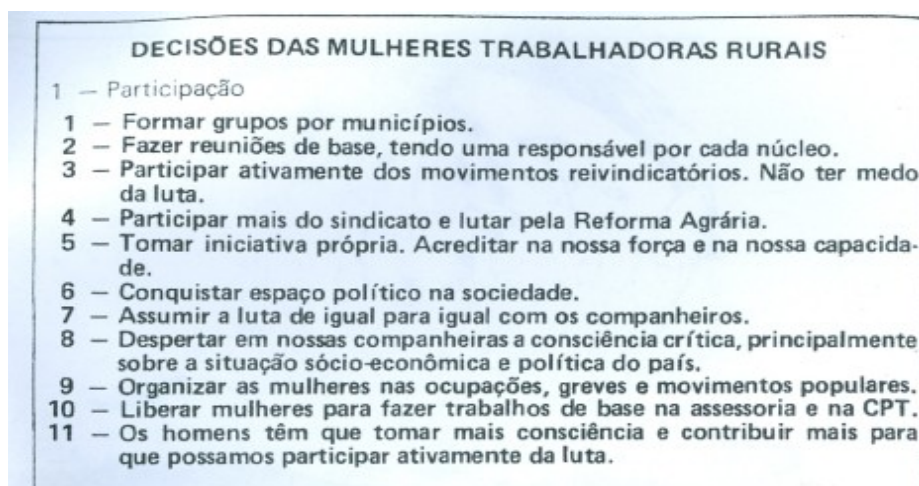 DECISÕES DAS MULHERES TRABALHADORAS RURAIS
1 — Participação
1 — Formar grupos por municípios.
2 — Fazer reuniões de base, tendo uma responsável por cada núcleo.
3 — Participar ativamente dos movimentos reivindicatórios. Não ter medo
da luta.
4 — Participar mais do sindicato e lutar pela Reforma Agrária.
5 — Tomar iniciativa própria. Acreditar na nossa força e na nossa capacida-
de.
6 — Conquistar espaço político na sociedade.
7 — Assumir a luta de igual para igual com os companheiros.
8 — Despertar em nossas companheiras a consciência crítica, principalmente
sobre a situação sócio-econômica e política do país.
9 — Organizar as mulheres nas ocupações, greves e movimentos populares.
10 — Liberar mulheres para fazer trabalhos de base na assessoria e na CPT.
11 — Os homens têm que tomar mais consciência e contribuir mais para
que possamos participar ativamente da luta.